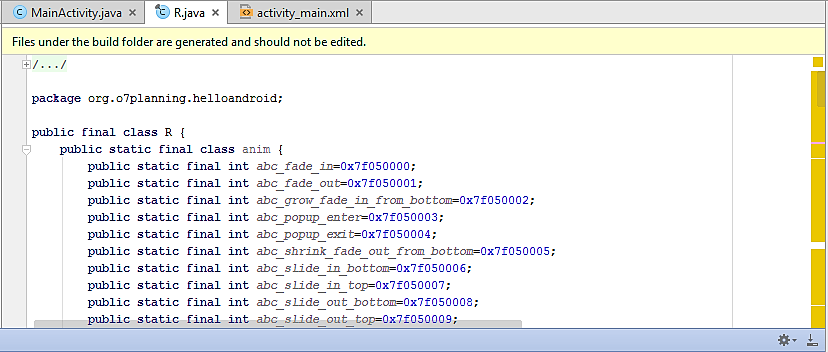 MainActivity.java × R.java × activity_main.xml ×
Files under the build folder are generated and should not be edited.
/.../
package org.o7planning.helloandroid;
public final class R {
public static final class anim {
public static final int abc_fade_in=0x7f050000;
public static final int abc_fade_out=0x7f050001;
public static final int abc_grow_fade_in_from_bottom=0x7f050002;
public static final int abc_popup_enter=0x7f050003;
public static final int abc_popup_exit=0x7f050004;
public static final int abc_shrink_fade_out_from_bottom=0x7f050005;
public static final int abc_slide_in_bottom=0x7f050006;
public static final int abc_slide_in_top=0x7f050007;
public static final int abc_slide_out_bottom=0x7f050008;
public static final int abc_slide_out_top=0x7f050009;